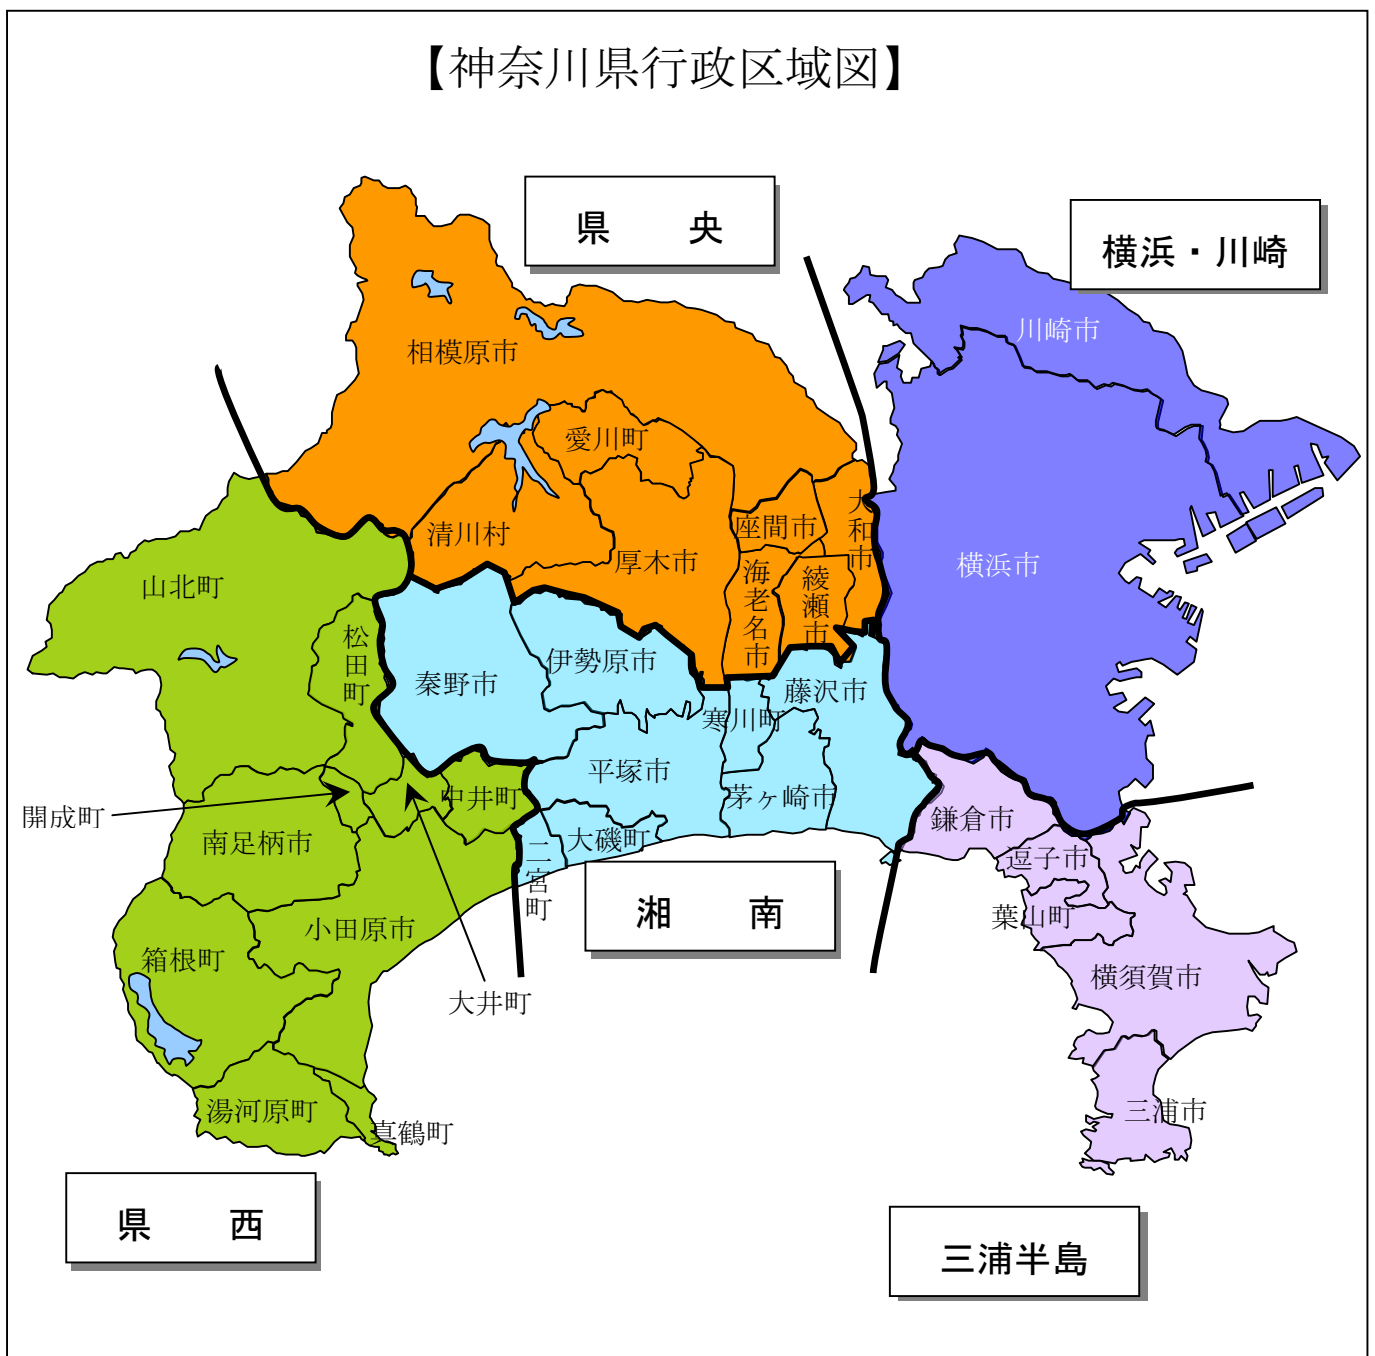 【神奈川県行政区域図】
県　央
横浜・川崎
川崎市
相模原市
愛川町
清川村
座間市
大和市
厚木市
海老名市
綾瀬市
横浜市
山北町
松田町
秦野市
伊勢原市
寒川町
藤沢市
平塚市
茅ヶ崎市
中井町
開成町
南足柄市
大磯町
二宮町
鎌倉市
逗子市
葉山町
湘　南
小田原市
箱根町
大井町
横須賀市
湯河原町
真鶴町
三浦市
県　西
三浦半島